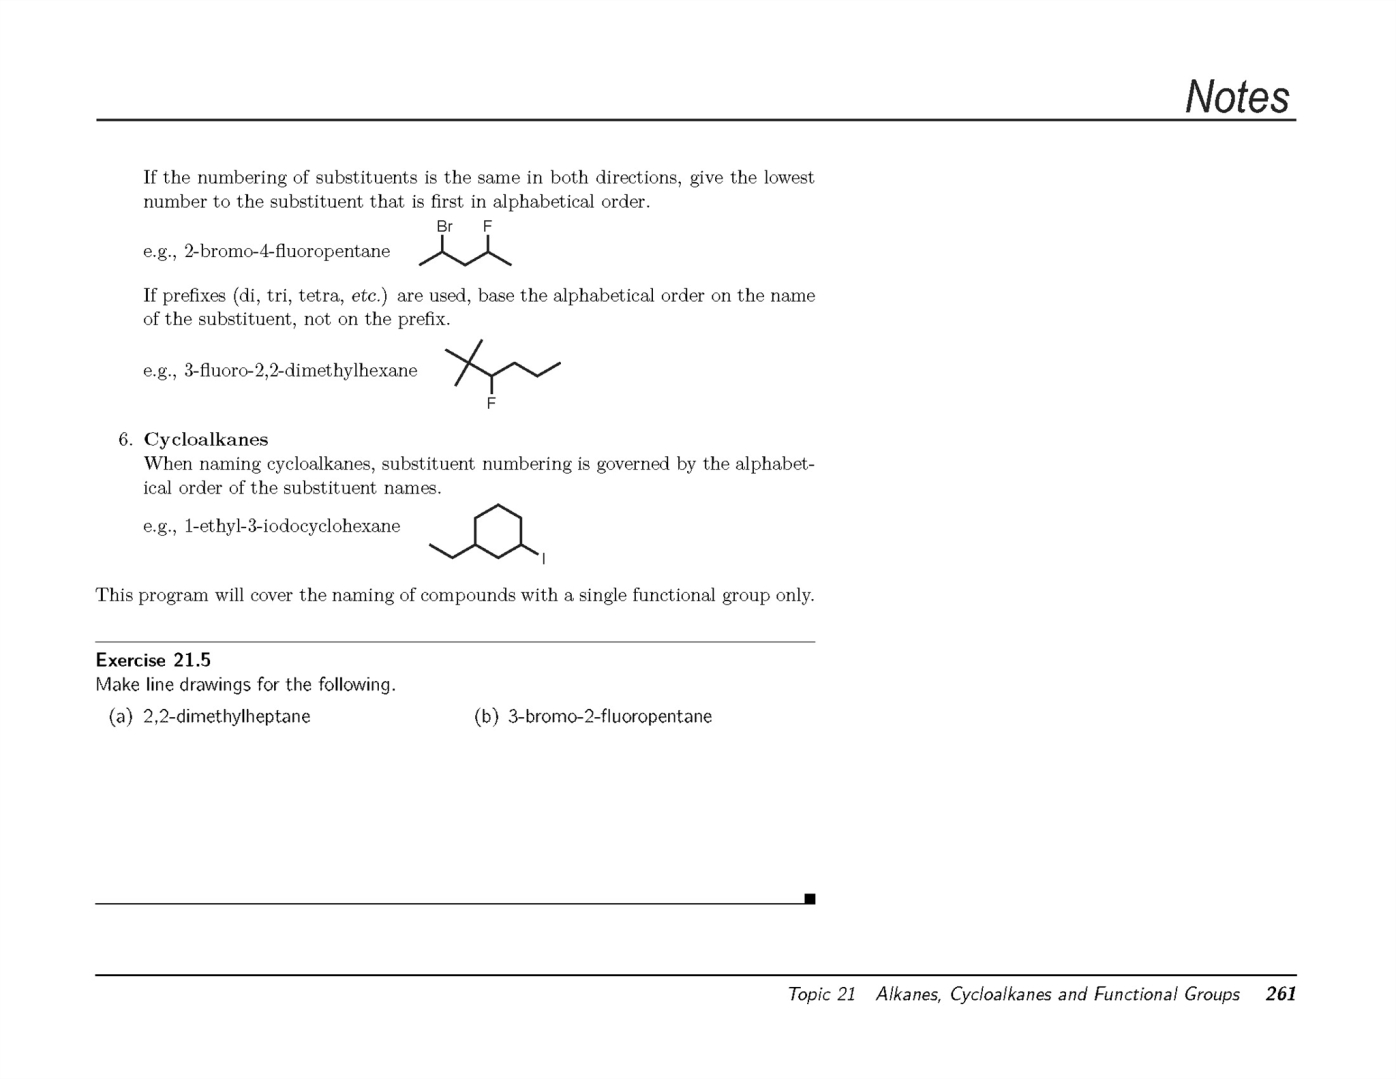 Notes
If the numbering of substituents is the same in both directions, give the lowest
number to the substituent that is first in alphabetical order.
Br F
e.g., 2-bromo-4-fluoropentane
If prefixes (di, tri, tetra, etc.) are used, base the alphabetical order on the name
of the substituent, not on the prefix.
e.g., 3-fluoro-2,2-dimethylhexane
F
6. Cycloalkanes
When naming cycloalkanes, substituent numbering is governed by the alphabet-
ical order of the substituent names.
e.g., 1-ethyl-3-iodocyclohexane
I
This program will cover the naming of compounds with a single functional group only.
Exercise 21.5
Make line drawings for the following.
(a) 2,2-dimethylheptane (b) 3-bromo-2-fluoropentane
Topic 21 Alkanes, Cycloalkanes and Functional Groups 261